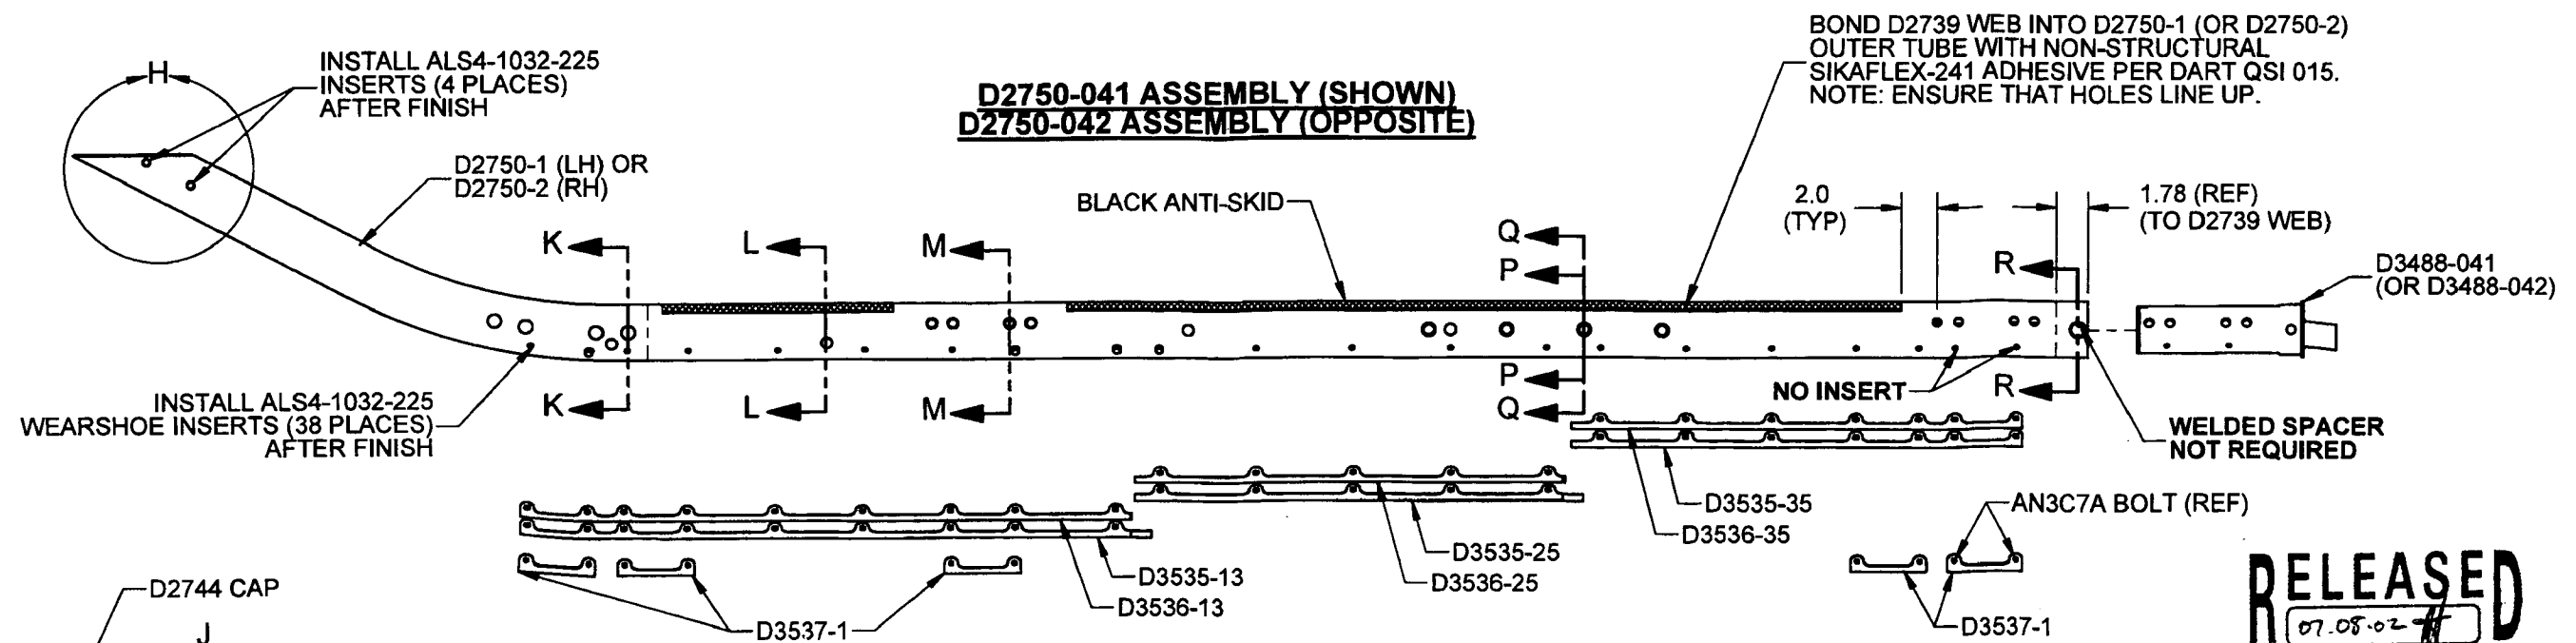 BOND D2739 WEB INTO D2750-1 (OR D2750-2)
OUTER TUBE WITH NON-STRUCTURAL
SIKAFLEX-241 ADHESIVE PER DART QSI 015.
NOTE: ENSURE THAT HOLES LINE UP.
H
INSTALL ALS4-1032-225
INSERTS (4 PLACES)
AFTER FINISH
D2750-041 ASSEMBLY (SHOWN)
D2750-042 ASSEMBLY (OPPOSITE)
D2750-1 (LH) OR
D2750-2 (RH)
BLACK ANTI-SKID
2.0
(TYP)
1.78 (REF)
(TO D2739 WEB)
K
L
M
Q
P
R
D3488-041
(OR D3488-042)
P
K
L
M
Q
NO INSERT
R
INSTALL ALS4-1032-225
WEARSHOE INSERTS (38 PLACES)
AFTER FINISH
WELDED SPACER
NOT REQUIRED
D3535-35
D3536-35
AN3C7A BOLT (REF)
D3535-25
D3536-25
D3535-13
D3536-13
D2744 CAP
J
D3537-1
D3537-1
RELEASED
07.08.02